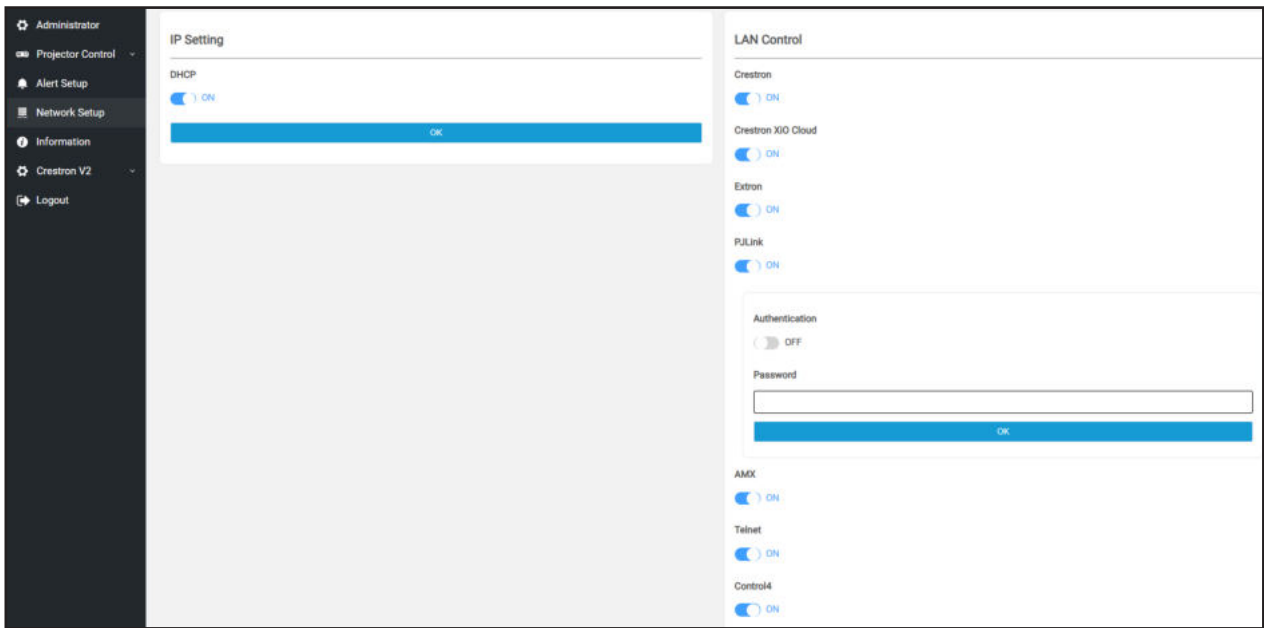 Administrator
Projector Control
Alert Setup
Network Setup
Information
Crestron V2
Logout
IP Setting
DHCP
ON
OK
LAN Control
Crestron
ON
Crestron XiO Cloud
ON
Extron
ON
PJLink
ON
Authentication
OFF
Password
OK
AMX
ON
Telnet
ON
Control4
ON